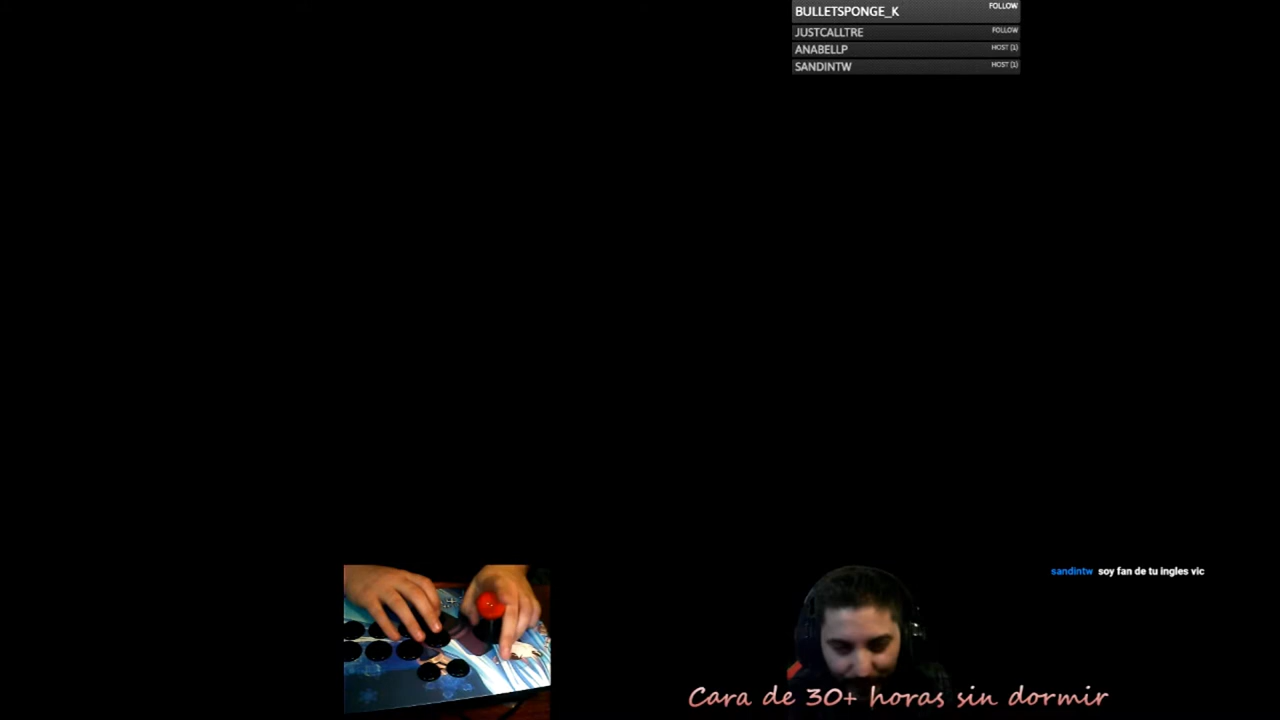 BULLETSPONGE_K FOLLOW
JUSTCALLTRE FOLLOW
ANABELLP HOST (1)
SANDINTW HOST (1)
sandintw soy fan de tu ingles vic
Cara de 30+ horas sin dormir